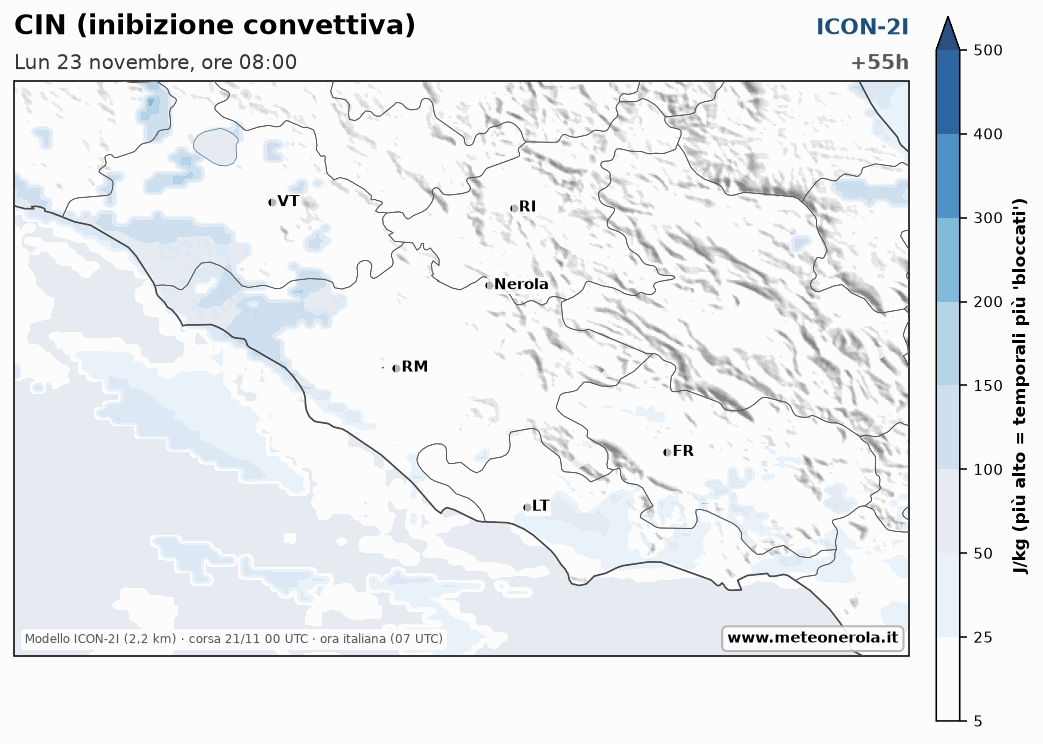 CIN (inibizione convettiva)
ICON-2I
Lun 23 novembre, ore 08:00
+55h
500
400
300
200
150
100
50
25
5
J/kg (più alto = temporali più 'bloccati')
VT
RI
Nerola
RM
FR
LT
Modello ICON-2I (2,2 km) · corsa 21/11 00 UTC · ora italiana (07 UTC)
www.meteonerola.it